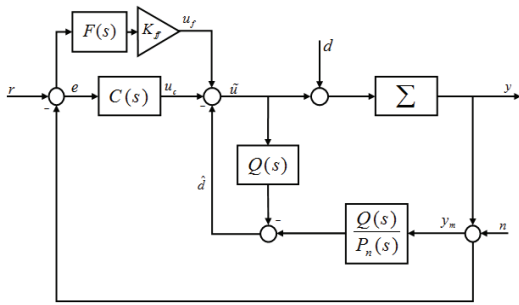 F(s)
K_ff
u_f
d
r
-
e
C(s)
u_c
-
ũ
Σ
y
Q(s)
d̂
-
Q(s)
P_n(s)
y_m
n